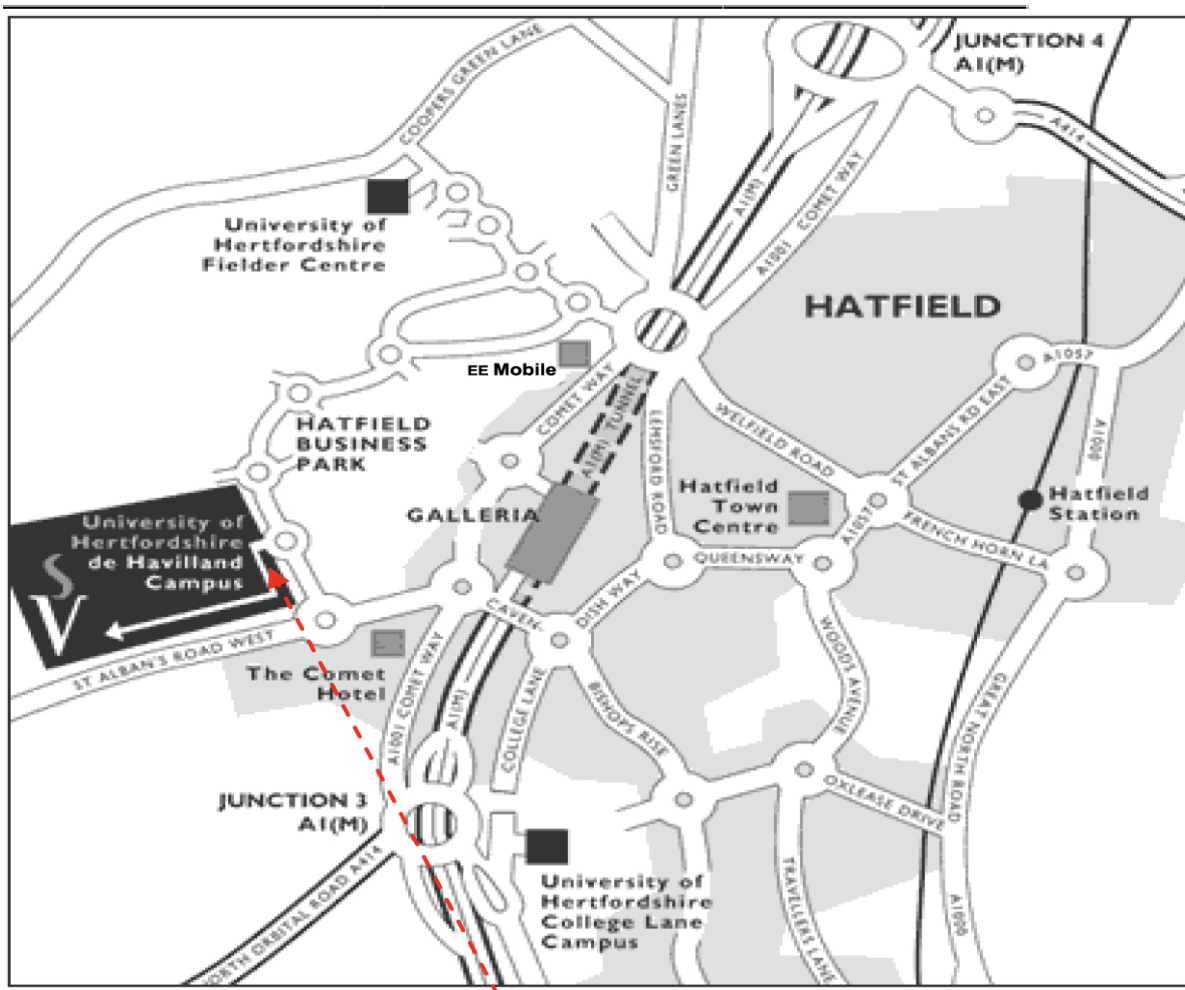 JUNCTION 4
A1(M)
COOPERS GREEN LANE
GREEN LANES
A1(M)
A1001 COMET WAY
A414
University of
Hertfordshire
Fielder Centre
HATFIELD
EE Mobile
COMET WAY
A1(M) TUNNEL
LEMSFORD ROAD
WELFIELD ROAD
ST ALBANS RD EAST
A1057
A1000
HATFIELD
BUSINESS
PARK
GALLERIA
Hatfield
Town
Centre
A1057
FRENCH HORN LA
Hatfield
Station
University of
Hertfordshire
de Havilland
Campus
V
QUEENSWAY
CAVEN-
DISH WAY
ST ALBAN'S ROAD WEST
The Comet
Hotel
A1001 COMET WAY
A1(M)
COLLEGE LANE
BISHOPS RISE
WOODS AVENUE
GREAT NORTH ROAD
OXLEASE DRIVE
JUNCTION 3
A1(M)
NORTH ORBITAL ROAD A414
University of
Hertfordshire
College Lane
Campus
TRAVELLERS LANE
A1000